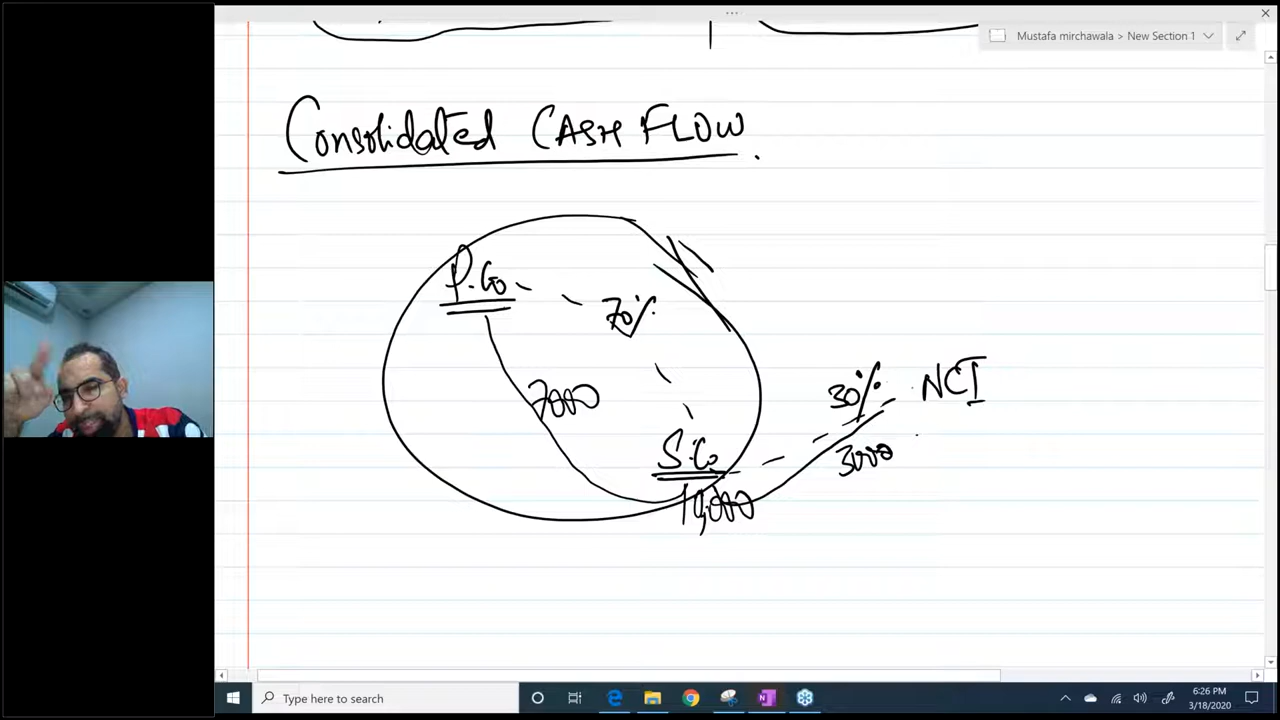 Mustafa mirchawala > New Section 1
Consolidated CASH FLOW.
P.Co
70%
7000
30%
NCI
S.Co
3000
10,000
Type here to search
6:26 PM
3/18/2020